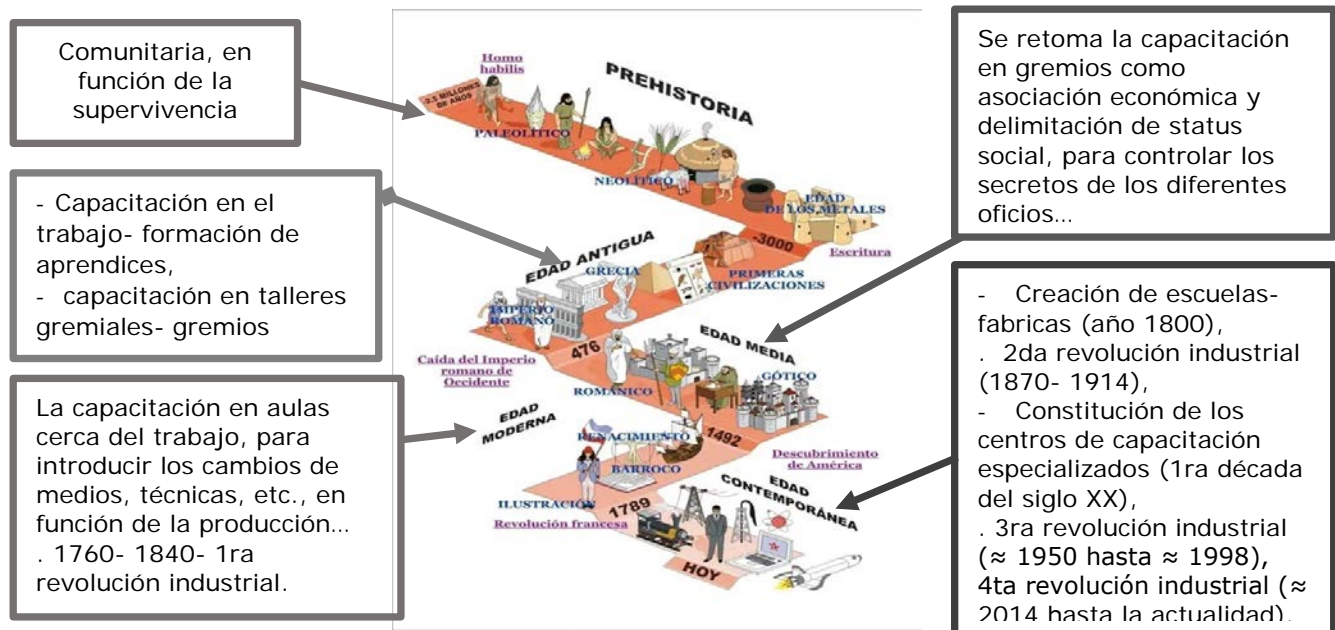 Comunitaria, en
función de la
supervivencia
- Capacitación en el
trabajo- formación de
aprendices,
- capacitación en talleres
gremiales- gremios
La capacitación en aulas
cerca del trabajo, para
introducir los cambios de
medios, técnicas, etc., en
función de la producción...
. 1760- 1840- 1ra
revolución industrial.
Homo
habilis
PREHISTORIA
-2,5 MILLONES
DE AÑOS
PALEOLÍTICO
NEOLÍTICO
EDAD
DE LOS METALES
-3000
Escritura
EDAD ANTIGUA
GRECIA
PRIMERAS
CIVILIZACIONES
IMPERIO
ROMANO
476
Caída del Imperio
romano de
Occidente
EDAD MEDIA
GÓTICO
ROMÁNICO
EDAD
MODERNA
1492
RENACIMIENTO
Descubrimiento
de América
BARROCO
EDAD
CONTEMPORÁNEA
ILUSTRACIÓN
1789
Revolución francesa
HOY
Se retoma la capacitación
en gremios como
asociación económica y
delimitación de status
social, para controlar los
secretos de los diferentes
oficios...
- Creación de escuelas-
fabricas (año 1800),
. 2da revolución industrial
(1870- 1914),
- Constitución de los
centros de capacitación
especializados (1ra década
del siglo XX),
. 3ra revolución industrial
(≈ 1950 hasta ≈ 1998),
4ta revolución industrial (≈
2014 hasta la actualidad).